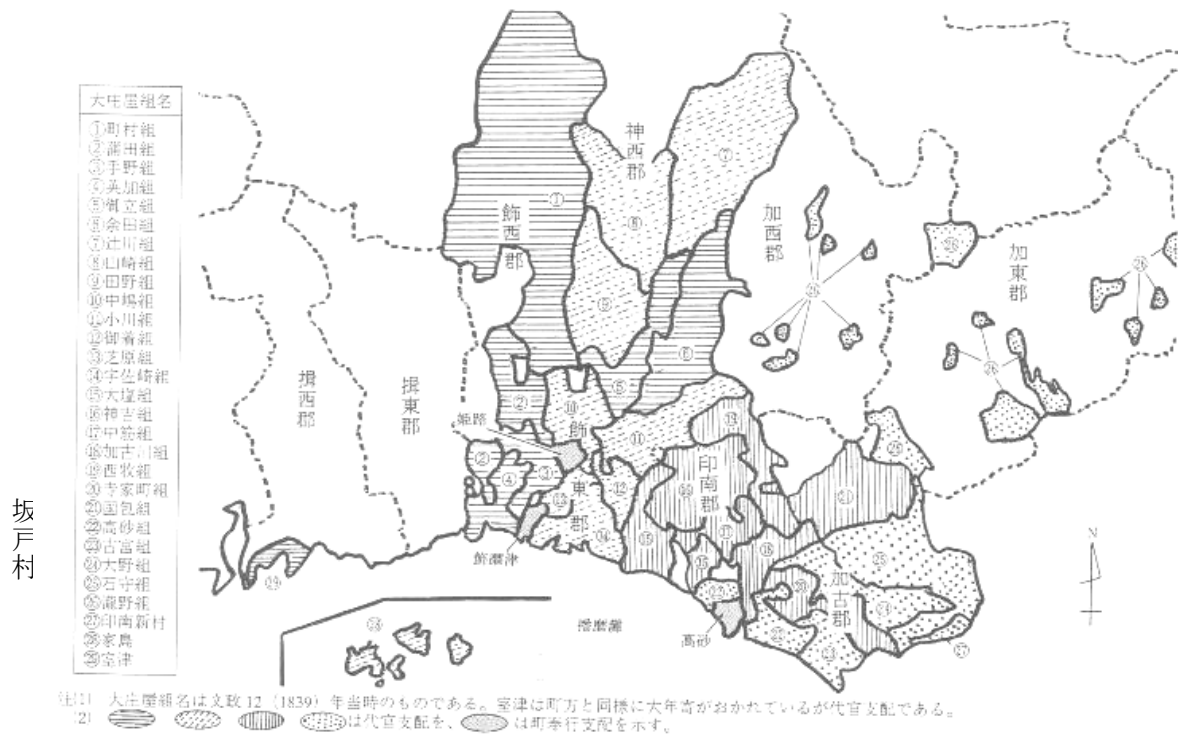 大庄屋組名
①町村組
②蒲田組
③手野組
④英加組
⑤御立組
⑥余田組
⑦辻川組
⑧山崎組
⑨田野組
⑩中嶋組
⑪小川組
⑫御着組
⑬芝原組
⑭宇佐崎組
⑮大塩組
⑯神吉組
⑰中筋組
⑱加古川組
⑲西牧組
⑳寺家町組
㉑国包組
㉒高砂組
㉓古宮組
㉔大野組
㉕石守組
㉖瀧野組
㉗印南新村
㉘家島
㉙室津
坂戸村
神西郡
飾西郡
加西郡
加東郡
揖西郡
揖東郡
姫路
飾東郡
印南郡
加古郡
飾磨津
高砂
播磨灘
N
注(1) 大庄屋組名は文政12(1839)年当時のものである。室津は町方と同様に大年寄がおかれているが代官支配である。
(2) は代官支配を、 は町奉行支配を示す。